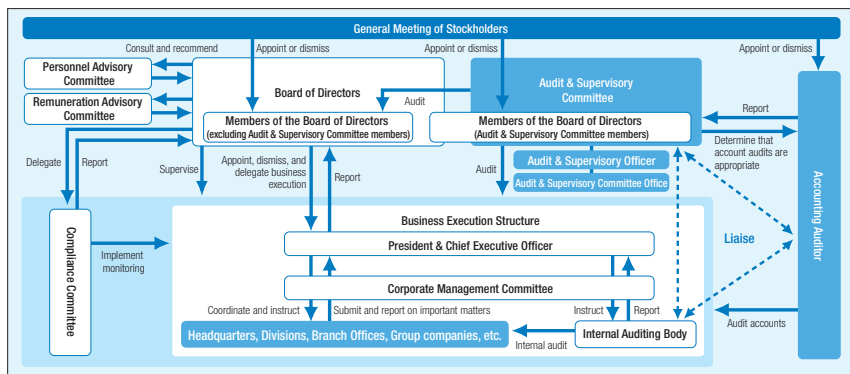 General Meeting of Stockholders
Consult and recommend
Appoint or dismiss
Appoint or dismiss
Appoint or dismiss
Personnel Advisory
Committee
Remuneration Advisory
Committee
Board of Directors
Audit & Supervisory
Committee
Audit
Members of the Board of Directors
(excluding Audit & Supervisory Committee members)
Members of the Board of Directors
(Audit & Supervisory Committee members)
Report
Determine that
account audits are
appropriate
Delegate
Report
Supervise
Appoint, dismiss, and
delegate business
execution
Report
Audit
Audit & Supervisory Officer
Audit & Supervisory Committee Office
Accounting Auditor
Compliance Committee
Implement
monitoring
Business Execution Structure
President & Chief Executive Officer
Liaise
Corporate Management Committee
Coordinate and instruct
Submit and report on important matters
Instruct
Report
Audit accounts
Headquarters, Divisions, Branch Offices, Group companies, etc.
Internal audit
Internal Auditing Body